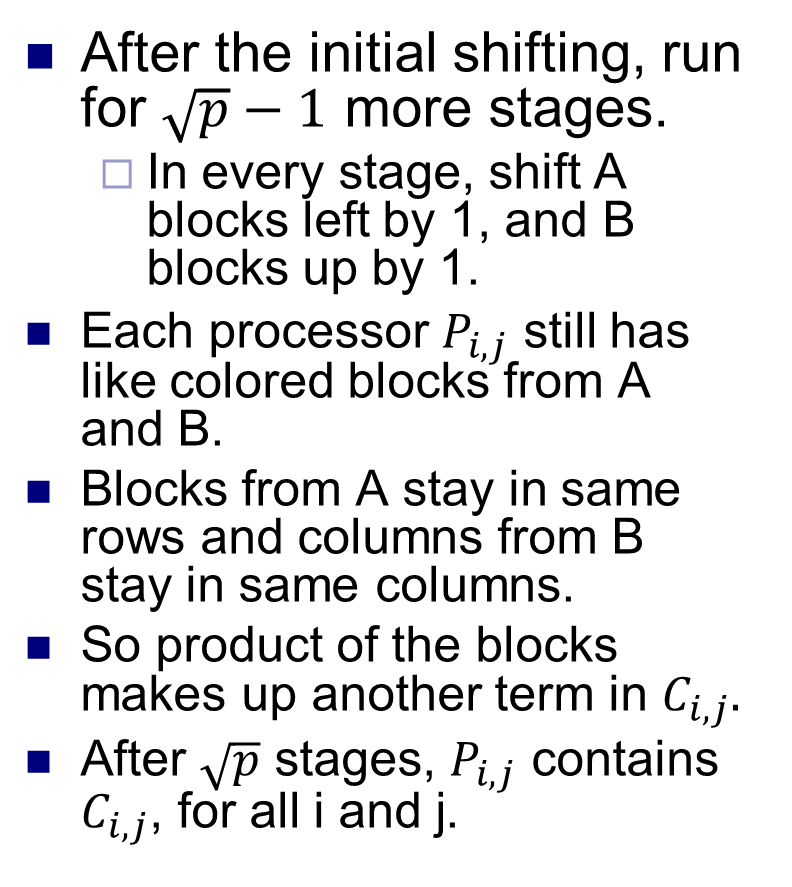 After the initial shifting, run
for √p − 1 more stages.
In every stage, shift A
blocks left by 1, and B
blocks up by 1.
Each processor P_{i,j} still has
like colored blocks from A
and B.
Blocks from A stay in same
rows and columns from B
stay in same columns.
So product of the blocks
makes up another term in C_{i,j}.
After √p stages, P_{i,j} contains
C_{i,j}, for all i and j.